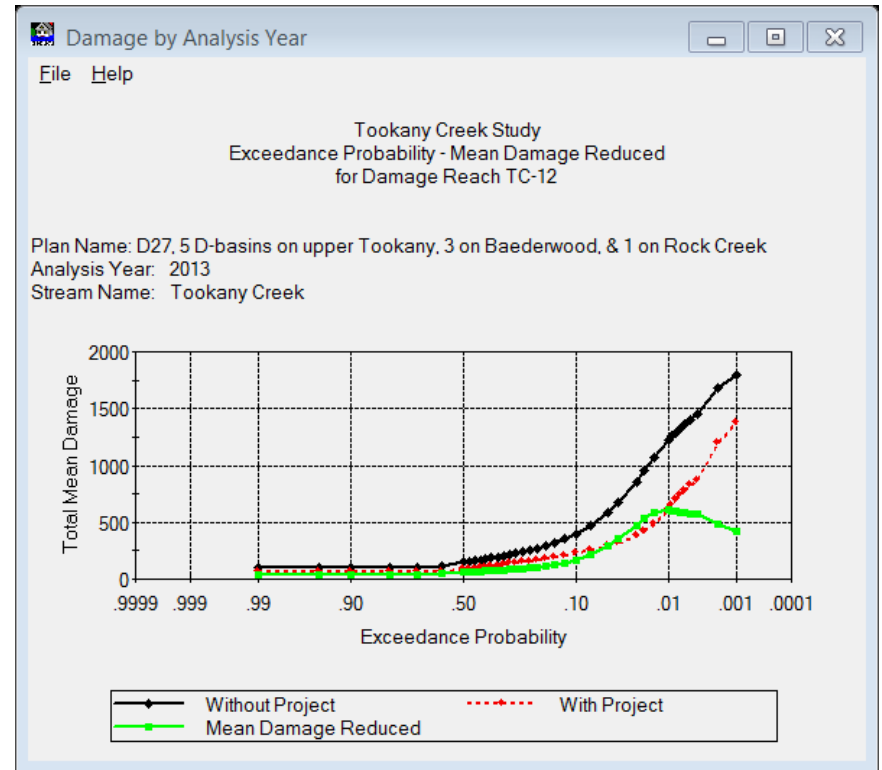 Damage by Analysis Year
File Help
Tookany Creek Study
Exceedance Probability - Mean Damage Reduced
for Damage Reach TC-12
Plan Name: D27, 5 D-basins on upper Tookany, 3 on Baederwood, & 1 on Rock Creek
Analysis Year: 2013
Stream Name: Tookany Creek
2000
1500
1000
500
0
Total Mean Damage
.9999 .999 .99 .90 .50 .10 .01 .001 .0001
Exceedance Probability
Without Project With Project
Mean Damage Reduced